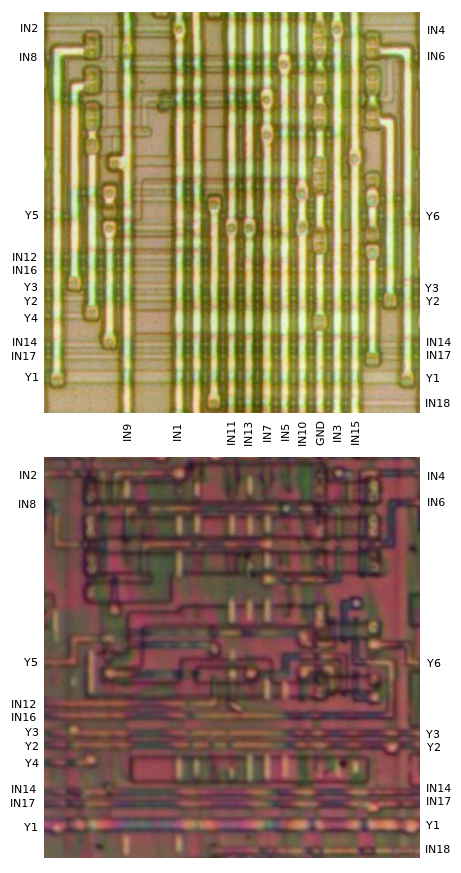 IN2 IN4
IN8 IN6
Y5 Y6
IN12
IN16
Y3 Y3
Y2 Y2
Y4
IN14 IN14
IN17 IN17
Y1 Y1
IN18
IN9 IN1 IN11 IN13 IN7 IN5 IN10 GND IN3 IN15
IN2 IN4
IN8 IN6
Y5 Y6
IN12
IN16
Y3 Y3
Y2 Y2
Y4
IN14 IN14
IN17 IN17
Y1 Y1
IN18